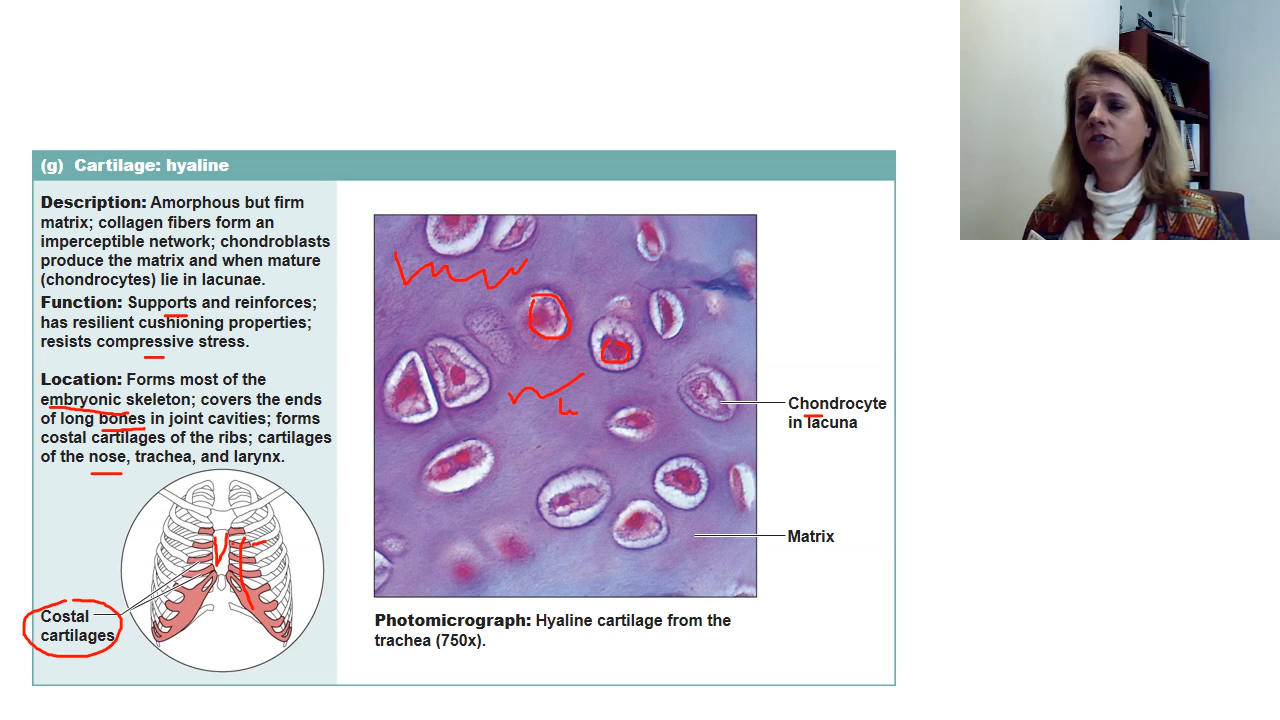 (g) Cartilage: hyaline
Description: Amorphous but firm
matrix; collagen fibers form an
imperceptible network; chondroblasts
produce the matrix and when mature
(chondrocytes) lie in lacunae.
Function: Supports and reinforces;
has resilient cushioning properties;
resists compressive stress.
Location: Forms most of the
embryonic skeleton; covers the ends
of long bones in joint cavities; forms
costal cartilages of the ribs; cartilages
of the nose, trachea, and larynx.
Costal
cartilages
Chondrocyte
in lacuna
Matrix
Photomicrograph: Hyaline cartilage from the
trachea (750x).